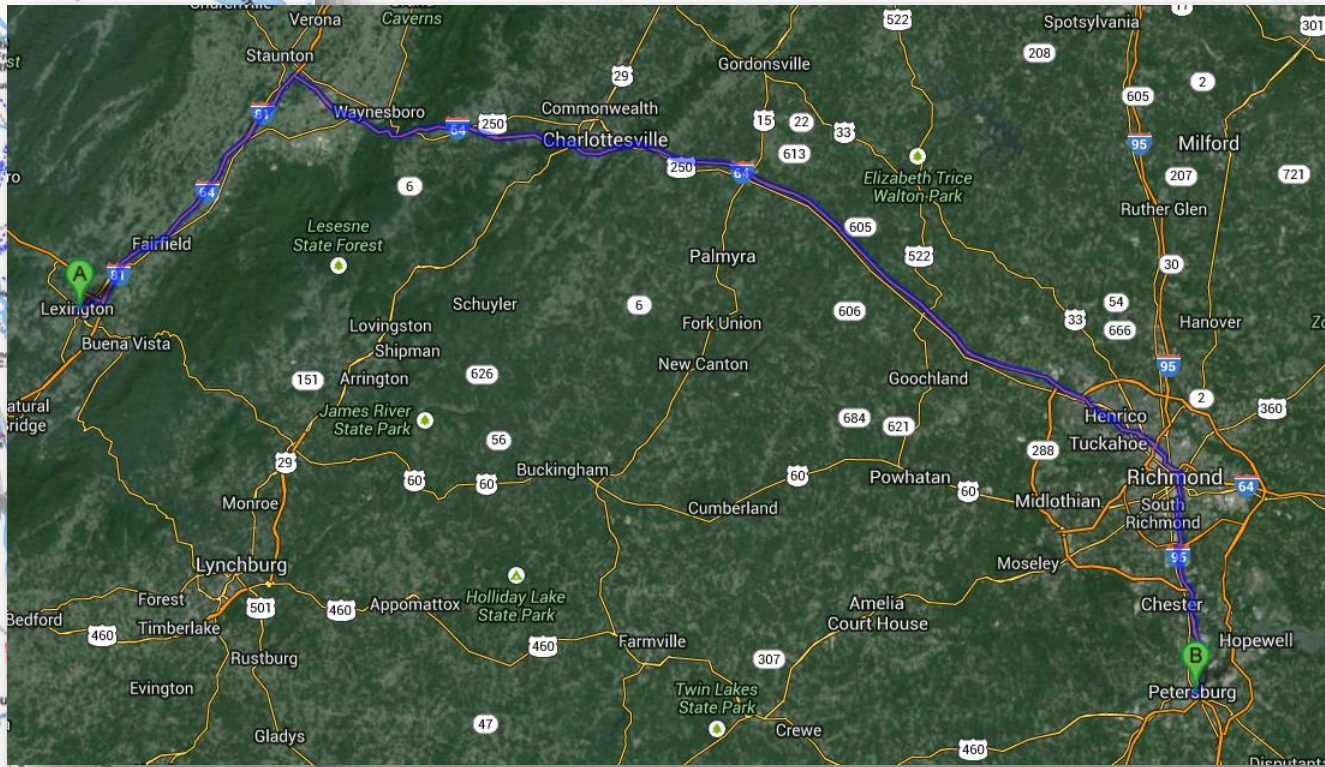 Verona
Caverns
522
Spotsylvania
301
Staunton
208
29
Gordonsville
2
81
Waynesboro
Commonwealth
605
64
250
15
22
33
Charlottesville
95
Milford
613
250
64
207
721
64
6
Elizabeth Trice
Walton Park
Ruther Glen
Lesesne
State Forest
605
Fairfield
Palmyra
522
30
A
81
Lexington
Schuyler
6
606
54
33
666
Hanover
Lovingston
Fork Union
Buena Vista
Shipman
New Canton
95
151
Arrington
626
Goochland
2
atural
ridge
James River
State Park
684
621
Henrico
360
56
Tuckahoe
29
60
60
Buckingham
60
Powhatan
288
Richmond
64
Monroe
Cumberland
60
Midlothian
South
Richmond
Lynchburg
Moseley
95
Forest
501
460
Appomattox
Holliday Lake
State Park
Amelia
Court House
Chester
Bedford
460
Timberlake
460
Farmville
Hopewell
Rustburg
307
B
Evington
Twin Lakes
State Park
Petersburg
47
Gladys
Crewe
460